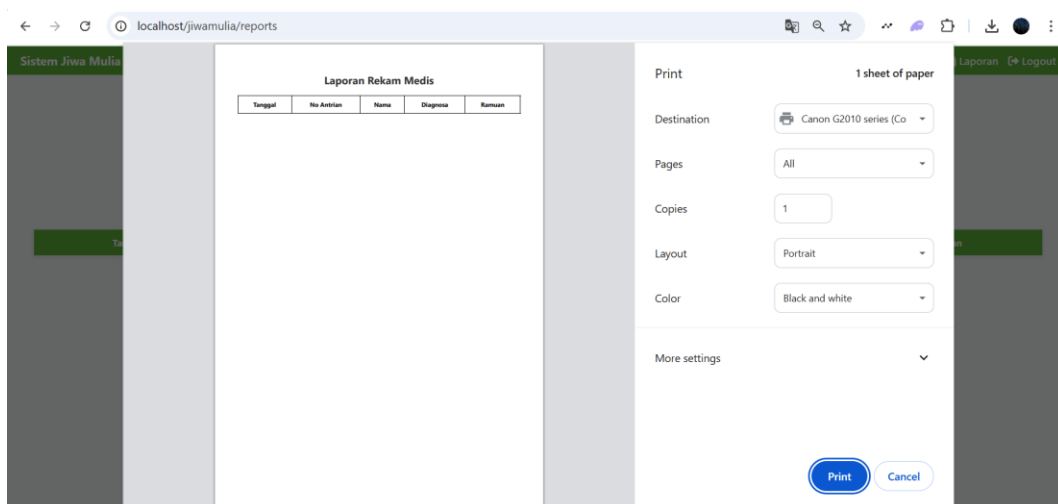 localhost/jiwamulia/reports
Sistem Jiwa Mulia
Laporan
Logout
Laporan Rekam Medis
Tanggal No Antrian Nama Diagnosa Ramuan
Ta
an
Print 1 sheet of paper
Destination Canon G2010 series (Co
Pages All
Copies 1
Layout Portrait
Color Black and white
More settings
Print Cancel